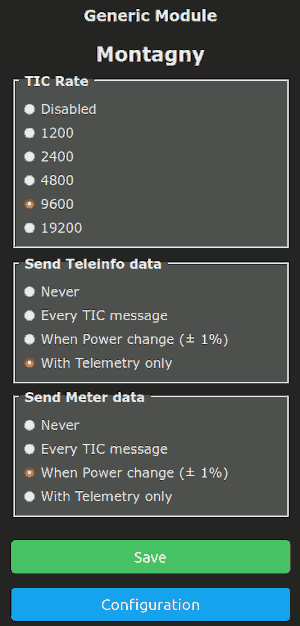 Generic Module
Montagny
TIC Rate
Disabled
1200
2400
4800
9600
19200
Send Teleinfo data
Never
Every TIC message
When Power change (± 1%)
With Telemetry only
Send Meter data
Never
Every TIC message
When Power change (± 1%)
With Telemetry only
Save
Configuration